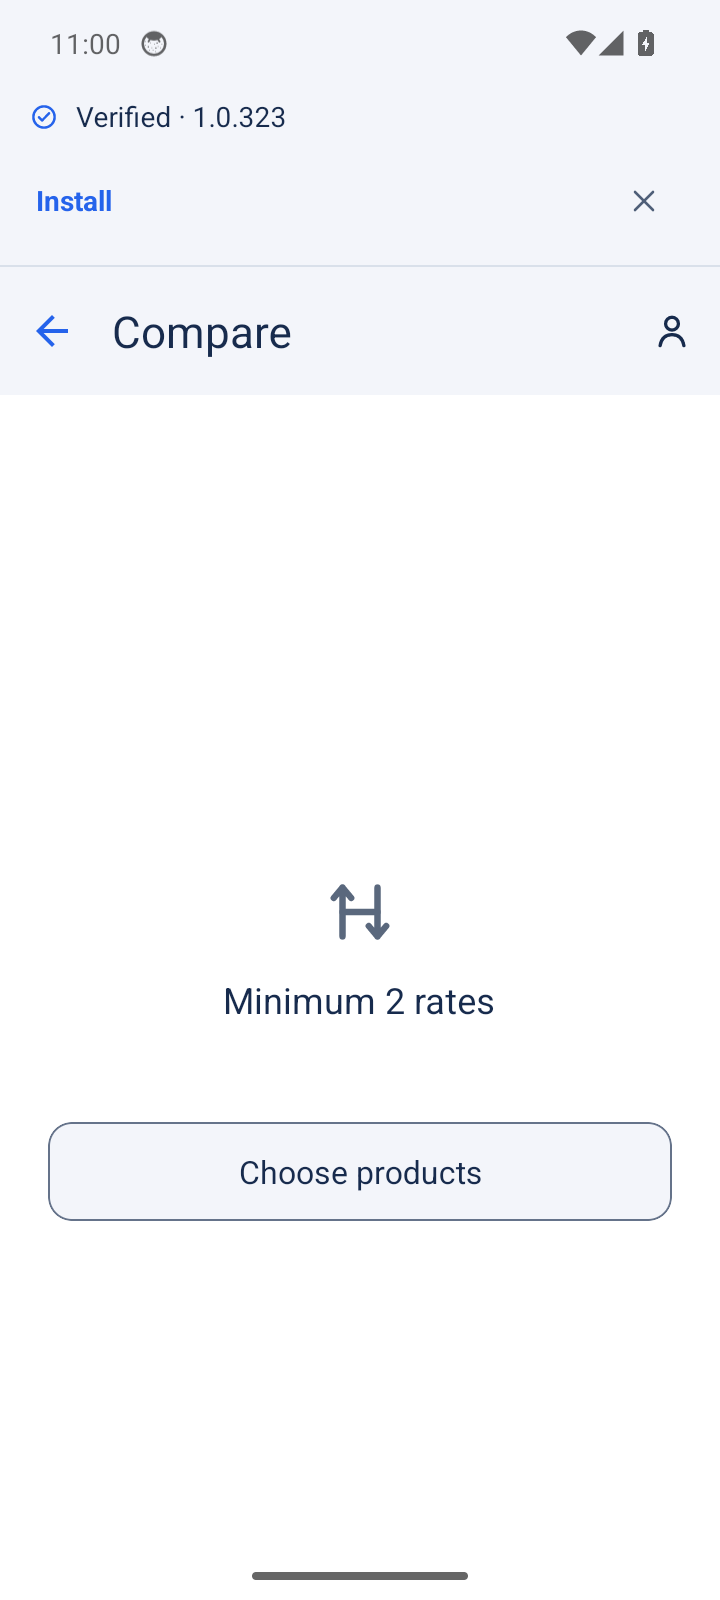 11:00
Verified · 1.0.323
Install
Compare
Minimum 2 rates
Choose products